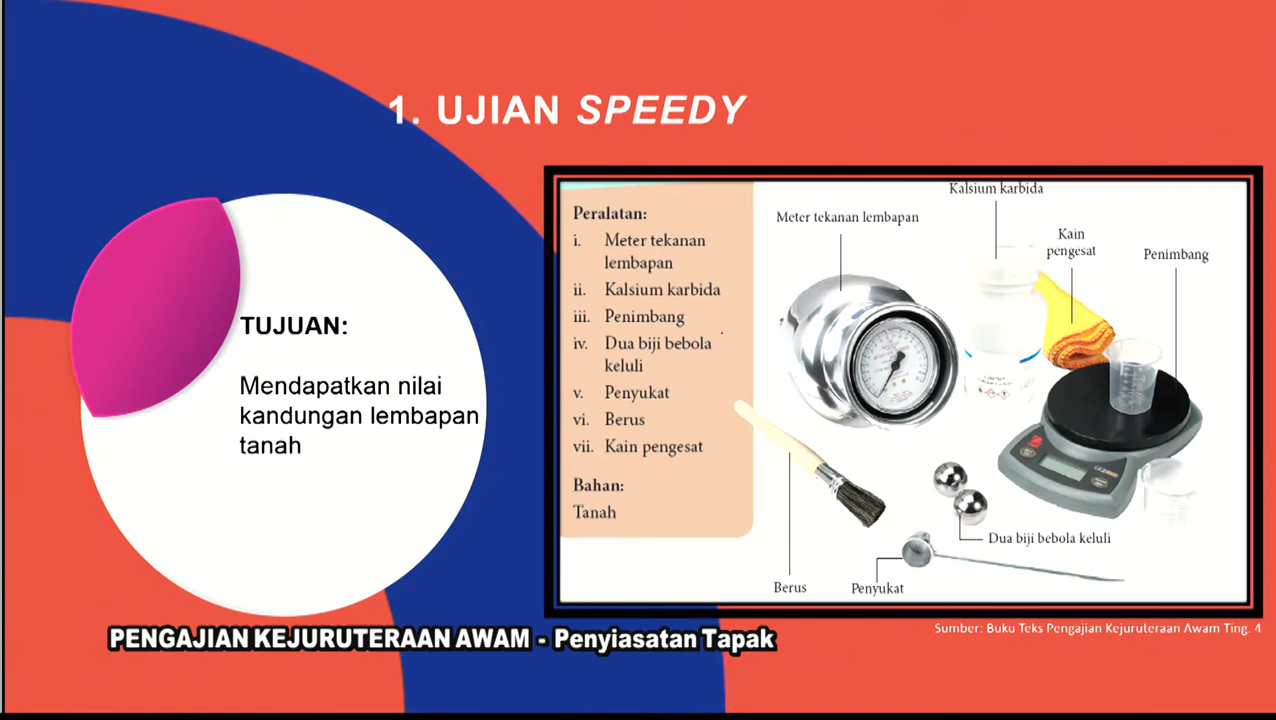 1. UJIAN SPEEDY
TUJUAN:
Mendapatkan nilai
kandungan lembapan
tanah
Peralatan:
i. Meter tekanan
lembapan
ii. Kalsium karbida
iii. Penimbang
iv. Dua biji bebola
keluli
v. Penyukat
vi. Berus
vii. Kain pengesat
Bahan:
Tanah
Kalsium karbida
Meter tekanan lembapan
Kain
pengesat
Penimbang
Dua biji bebola keluli
Berus
Penyukat
PENGAJIAN KEJURUTERAAN AWAM - Penyiasatan Tapak
Sumber: Buku Teks Pengajian Kejuruteraan Awam Ting. 4